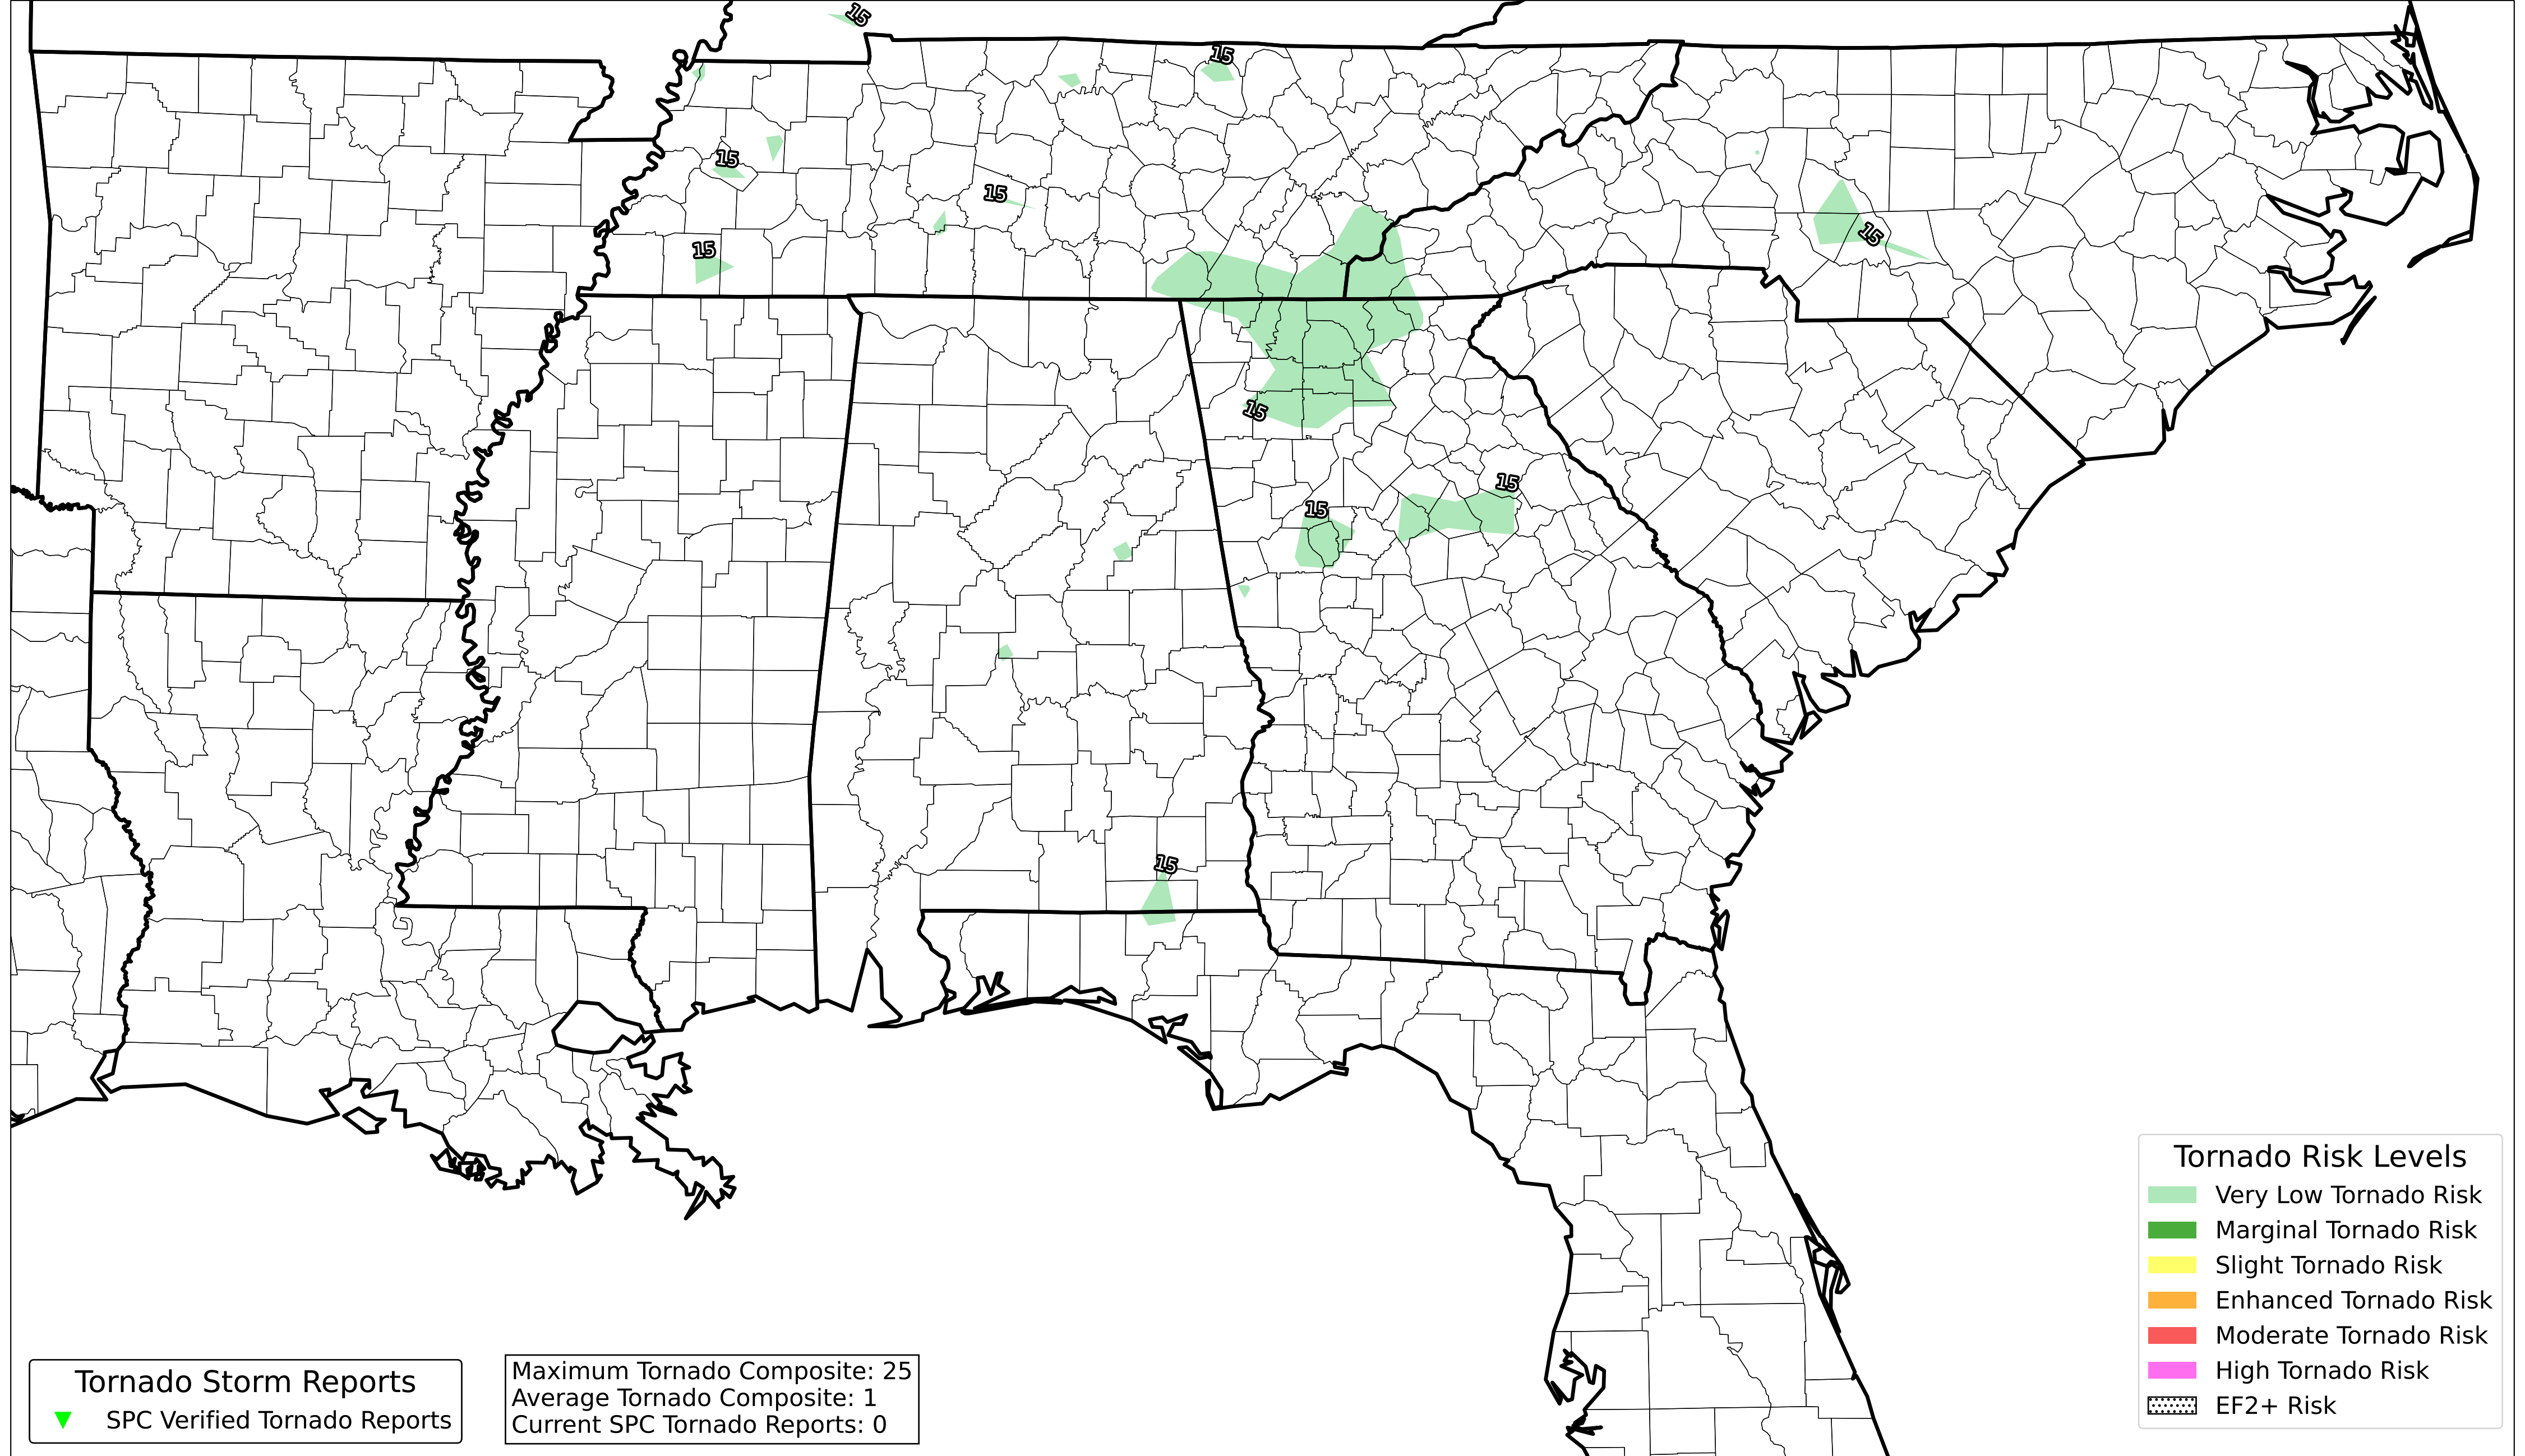 15
15
15
15
15
15
15
15
15
15
Tornado Risk Levels
Very Low Tornado Risk
Marginal Tornado Risk
Slight Tornado Risk
Enhanced Tornado Risk
Moderate Tornado Risk
High Tornado Risk
EF2+ Risk
Tornado Storm Reports
SPC Verified Tornado Reports
Maximum Tornado Composite: 25
Average Tornado Composite: 1
Current SPC Tornado Reports: 0